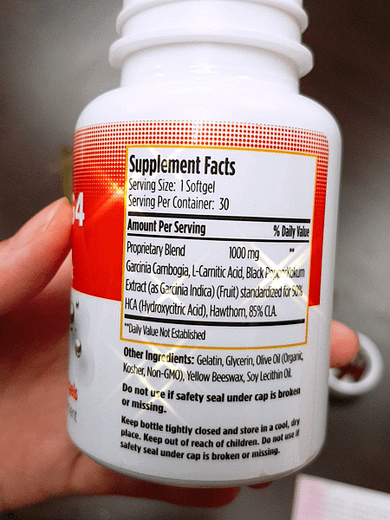 34
Supplement Facts
Serving Size: 1 Softgel
Serving Per Container: 30
Amount Per Serving % Daily Value
Proprietary Blend 1000 mg **
Garcinia Cambogia, L-Carnitic Acid, Black Pepper Kokum
Extract (as Garcinia Indica) (Fruit) standardized for 50%
HCA (Hydroxycitric Acid), Hawthorn, 85% CLA.
**Daily Value Not Established
Other Ingredients: Gelatin, Glycerin, Olive Oil (Organic,
Kosher, Non-GMO), Yellow Beeswax, Soy Lecithin Oil.
Do not use if safety seal under cap is broken
or missing.
Keep bottle tightly closed and store in a cool, dry
place. Keep out of reach of children. Do not use if
safety seal under cap is broken or missing.